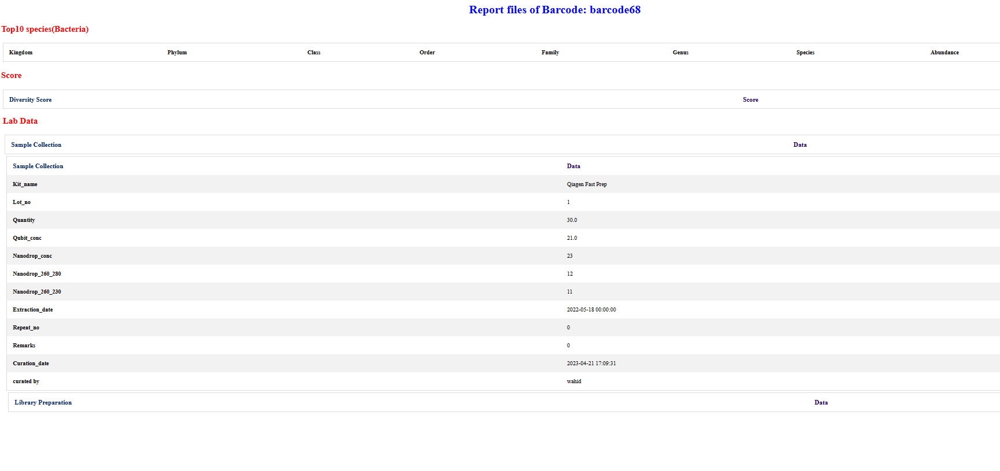 Report files of Barcode: barcode68
Top10 species(Bacteria)
Kingdom Phylum Class Order Family Genus Species Abundance
Score
Diversity Score Score
Lab Data
Sample Collection Data
Sample Collection Data
Kit_name Qiagen Fast Prep
Lot_no 1
Quantity 30.0
Qubit_conc 21.0
Nanodrop_conc 23
Nanodrop_260_280 12
Nanodrop_260_230 11
Extraction_date 2022-05-18 00:00:00
Repeat_no 0
Remarks 0
Curation_date 2023-04-21 17:09:31
curated by wahid
Library Preparation Data